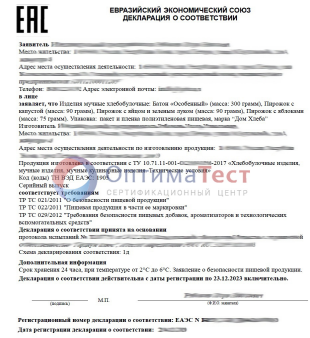 EAC
ЕВРАЗИЙСКИЙ ЭКОНОМИЧЕСКИЙ СОЮЗ
ДЕКЛАРАЦИЯ О СООТВЕТСТВИИ
Заявитель
Место жительства:
Адрес места осуществления деятельности:
Телефон: Адрес электронной почты:
в лице
заявляет, что Изделия мучные хлебобулочные: Батон «Особенный» (масса: 300 грамм), Пирожок с
капустой (масса: 90 грамм), Пирожок с яйцом и зеленым луком (масса: 90 грамм), Пирожок с яблоками
(масса: 75 грамм), Упаковка: пакет и пленка полиэтиленовая пищевая, марка "Дом Хлеба"
Изготовитель
Место жительства:
Адрес места осуществления деятельности по изготовлению продукции:
Продукция изготовлена в соответствии с ТУ 10.71.11-001- -2017 «Хлебобулочные изделия,
мучные изделия, мучные кулинарные изделия. Технические условия»
Код (коды) ТН ВЭД ЕАЭС: 1905
Серийный выпуск
соответствует требованиям
ТР ТС 021/2011 "О безопасности пищевой продукции"
ТР ТС 022/2011 "Пищевая продукция в части ее маркировки"
ТР ТС 029/2012 "Требования безопасности пищевых добавок, ароматизаторов и технологических
вспомогательных средств"
Декларация о соответствии принята на основании
протокола испытаний №
Схема декларирования соответствия: 1д
Дополнительная информация
Срок хранения 24 часа, при температуре от 2°С до 6°С. Заявление о безопасности пищевой продукции.
Декларация о соответствии действительна с даты регистрации по 23.12.2023 включительно.
М.П.
(подпись)
Регистрационный номер декларации о соответствии: ЕАЭС N
Дата регистрации декларации о соответствии:
ОптимаТест
СЕРТИФИКАЦИОННЫЙ ЦЕНТР